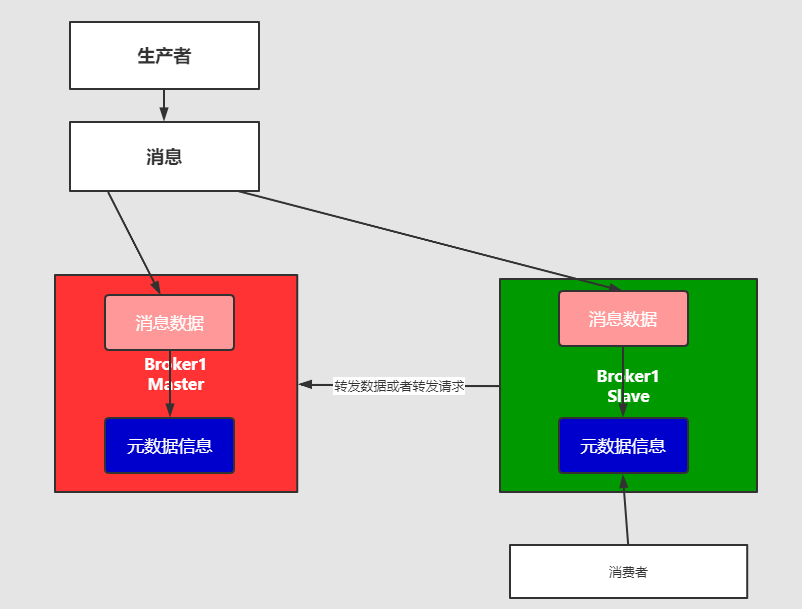 生产者
消息
消息数据
Broker1
Master
元数据信息
转发数据或者转发请求
消息数据
Broker1
Slave
元数据信息
消费者